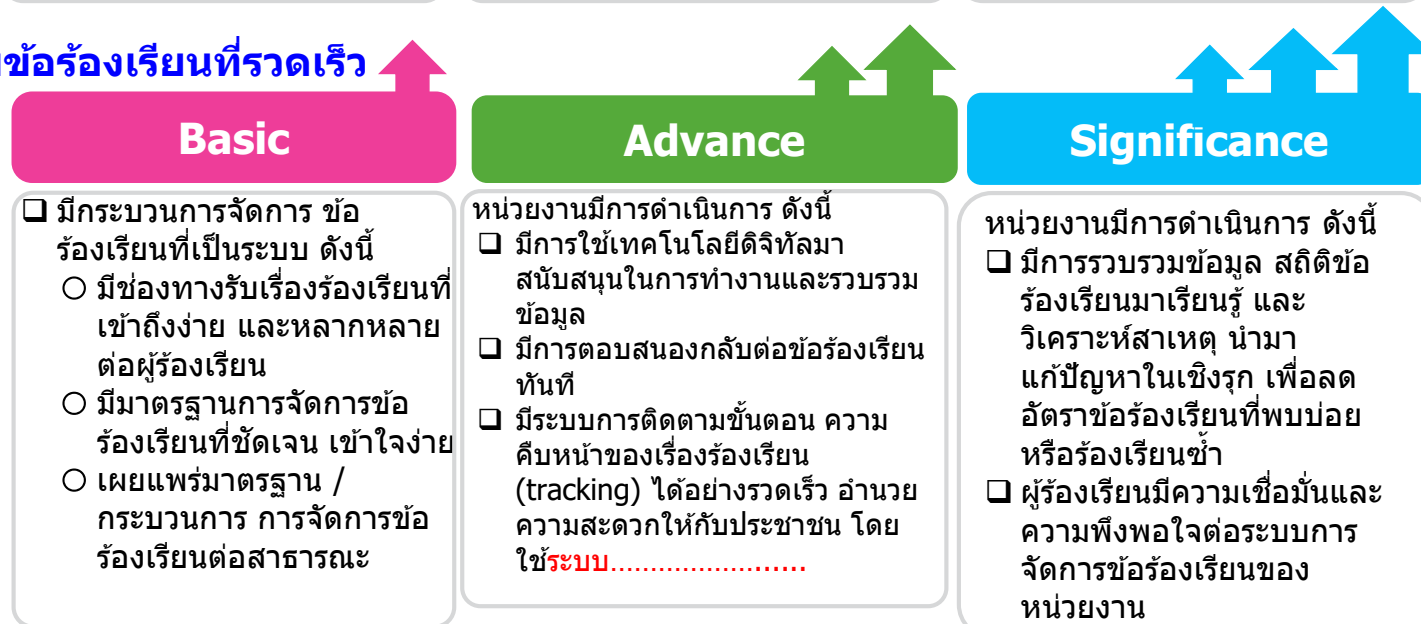 ข้อร้องเรียนที่รวดเร็ว
Basic
มีกระบวนการจัดการ ข้อ
ร้องเรียนที่เป็นระบบ ดังนี้
มีช่องทางรับเรื่องร้องเรียนที่
เข้าถึงง่าย และหลากหลาย
ต่อผู้ร้องเรียน
มีมาตรฐานการจัดการข้อ
ร้องเรียนที่ชัดเจน เข้าใจง่าย
เผยแพร่มาตรฐาน /
กระบวนการ การจัดการข้อ
ร้องเรียนต่อสาธารณะ
Advance
หน่วยงานมีการดำเนินการ ดังนี้
มีการใช้เทคโนโลยีดิจิทัลมา
สนับสนุนในการทำงานและรวบรวม
ข้อมูล
มีการตอบสนองกลับต่อข้อร้องเรียน
ทันที
มีระบบการติดตามขั้นตอน ความ
คืบหน้าของเรื่องร้องเรียน
(tracking) ได้อย่างรวดเร็ว อำนวย
ความสะดวกให้กับประชาชน โดย
ใช้ระบบ........................
Significance
หน่วยงานมีการดำเนินการ ดังนี้
มีการรวบรวมข้อมูล สถิติข้อ
ร้องเรียนมาเรียนรู้ และ
วิเคราะห์สาเหตุ นำมา
แก้ปัญหาในเชิงรุก เพื่อลด
อัตราข้อร้องเรียนที่พบบ่อย
หรือร้องเรียนซ้ำ
ผู้ร้องเรียนมีความเชื่อมั่นและ
ความพึงพอใจต่อระบบการ
จัดการข้อร้องเรียนของ
หน่วยงาน